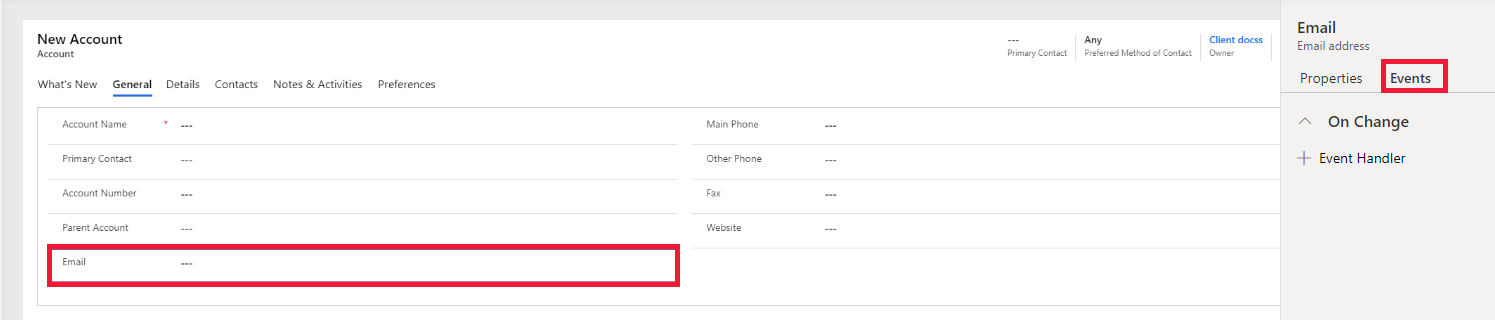 New Account
Account
---
Primary Contact
Any
Preferred Method of Contact
Client docss
Owner
What's New General Details Contacts Notes & Activities Preferences
Account Name * ---
Primary Contact ---
Account Number ---
Parent Account ---
Email ---
Main Phone ---
Other Phone ---
Fax ---
Website ---
Email
Email address
Properties Events
On Change
+ Event Handler